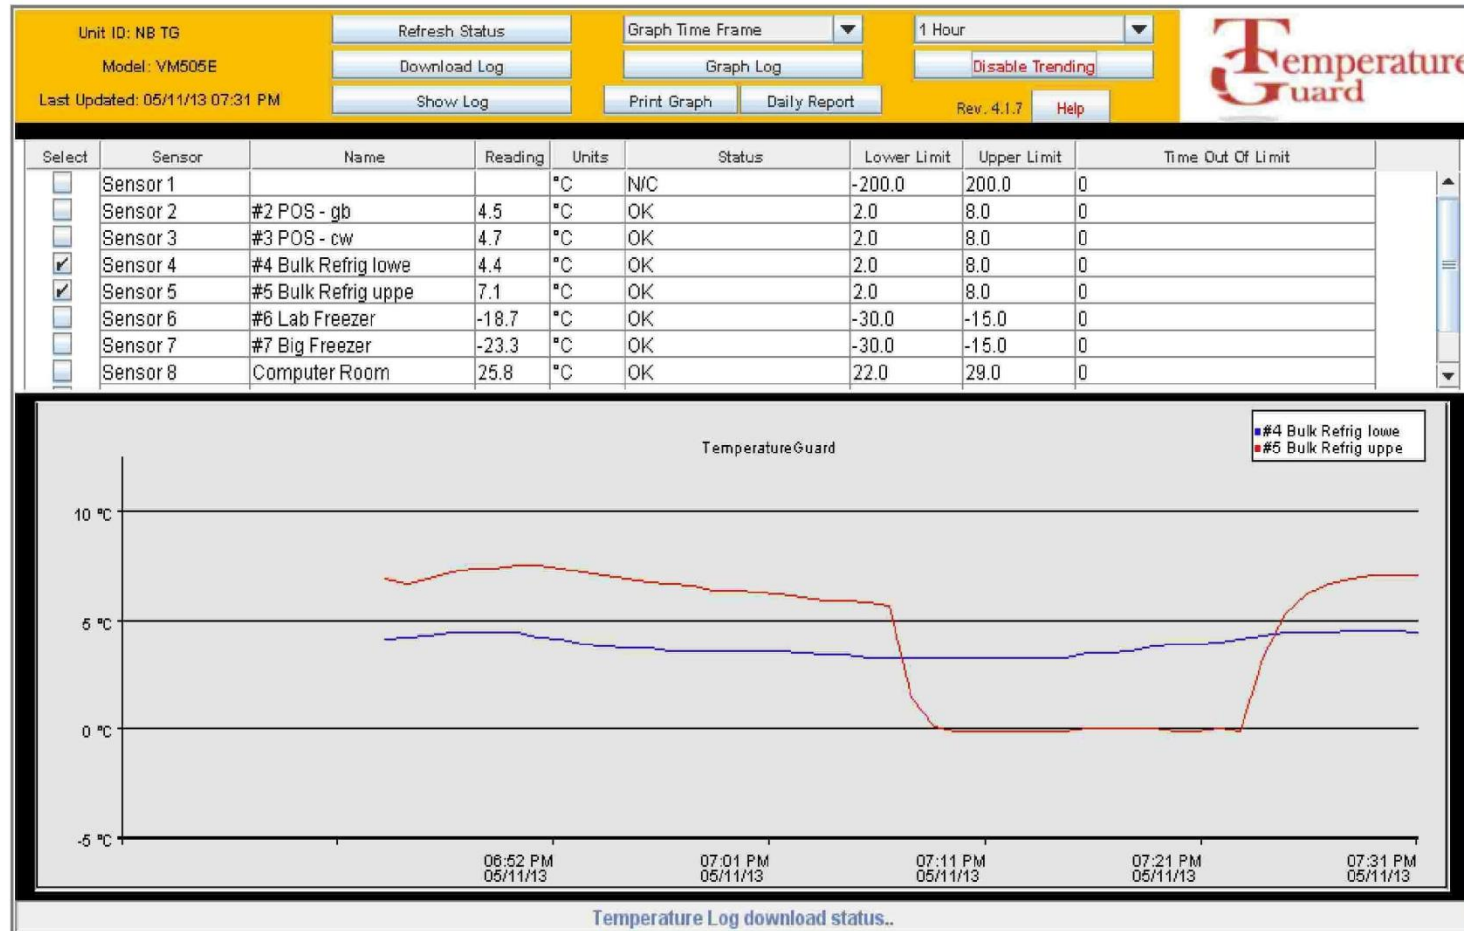 Unit ID: NB TG
Refresh Status
Graph Time Frame
1 Hour
Temperature
Guard
Model: VM505E
Download Log
Graph Log
Disable Trending
Last Updated: 05/11/13 07:31 PM
Show Log
Print Graph
Daily Report
Rev. 4.1.7
Help
Select Sensor Name Reading Units Status Lower Limit Upper Limit Time Out Of Limit
Sensor 1 °C N/C -200.0 200.0 0
Sensor 2 #2 POS - gb 4.5 °C OK 2.0 8.0 0
Sensor 3 #3 POS - cw 4.7 °C OK 2.0 8.0 0
Sensor 4 #4 Bulk Refrig lowe 4.4 °C OK 2.0 8.0 0
Sensor 5 #5 Bulk Refrig uppe 7.1 °C OK 2.0 8.0 0
Sensor 6 #6 Lab Freezer -18.7 °C OK -30.0 -15.0 0
Sensor 7 #7 Big Freezer -23.3 °C OK -30.0 -15.0 0
Sensor 8 Computer Room 25.8 °C OK 22.0 29.0 0
TemperatureGuard
#4 Bulk Refrig lowe
#5 Bulk Refrig uppe
10 °C
5 °C
0 °C
-5 °C
06:52 PM 07:01 PM 07:11 PM 07:21 PM 07:31 PM
05/11/13 05/11/13 05/11/13 05/11/13 05/11/13
Temperature Log download status..